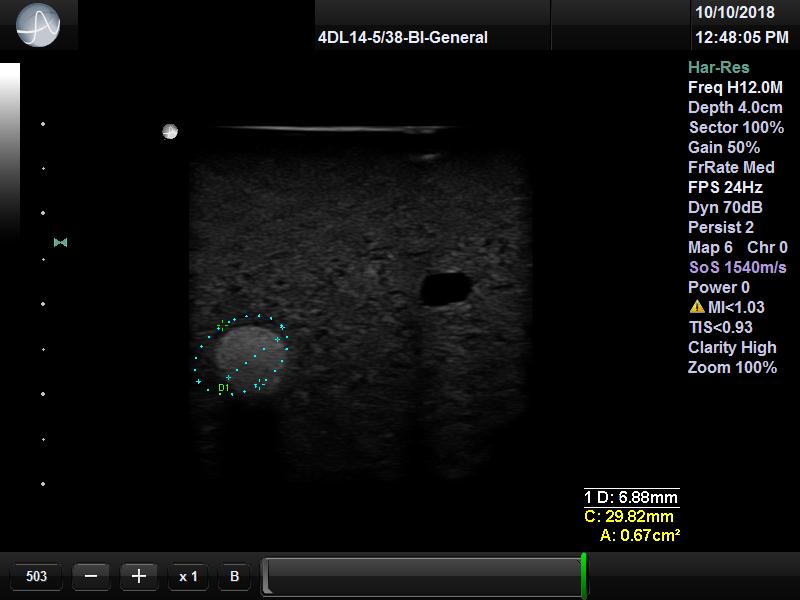 10/10/2018
4DL14-5/38-BI-General
12:48:05 PM
Har-Res
Freq H12.0M
Depth 4.0cm
Sector 100%
Gain 50%
FrRate Med
FPS 24Hz
Dyn 70dB
Persist 2
Map 6 Chr 0
SoS 1540m/s
Power 0
MI<1.03
TIS<0.93
Clarity High
Zoom 100%
D1
1 D: 6.88mm
C: 29.82mm
A: 0.67cm²
503
x 1
B